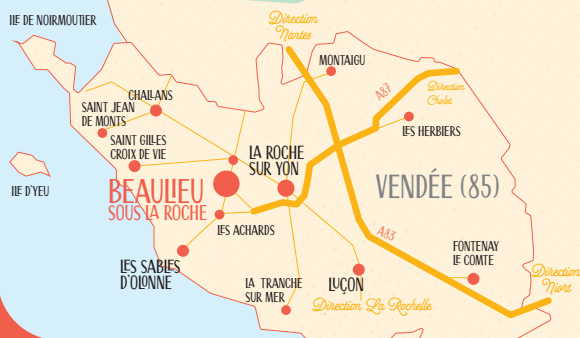 ILE DE NOIRMOUTIER
Direction
Nantes
MONTAIGU
A87
Direction
Cholet
CHALLANS
SAINT JEAN
DE MONTS
LES HERBIERS
SAINT GILLES
CROIX DE VIE
LA ROCHE
SUR YON
ILE D'YEU
BEAULIEU
SOUS LA ROCHE
VENDÉE (85)
LES ACHARDS
A83
FONTENAY
LE COMTE
LES SABLES
D'OLONNE
LA TRANCHE
SUR MER
LUÇON
Direction
Niort
Direction La Rochelle